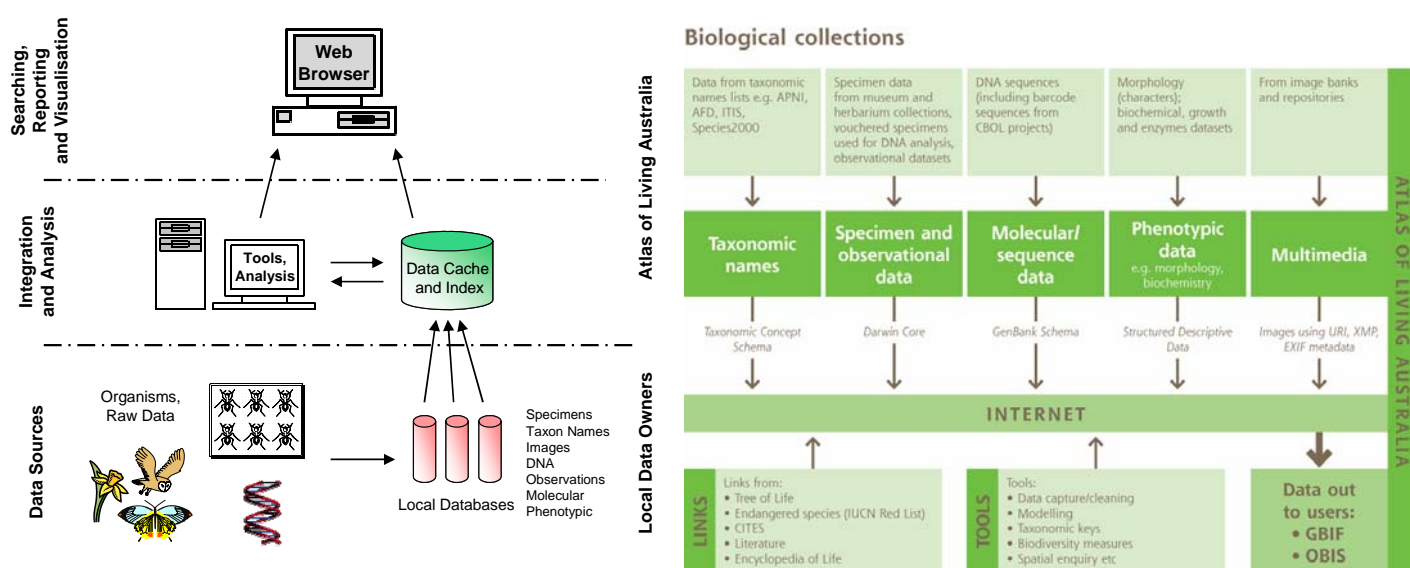 Searching,
Reporting
and Visualisation
Web
Browser
Integration
and Analysis
Tools,
Analysis
Data Cache
and Index
Atlas of Living Australia
Data Sources
Organisms,
Raw Data
Local Databases
Specimens
Taxon Names
Images
DNA
Observations
Molecular
Phenotypic
Local Data Owners
Biological collections
Data from taxonomic
names lists e.g. APNI,
AFD, ITIS,
Species2000
Specimen data
from museum and
herbarium collections,
vouchered specimens
used for DNA analysis,
observational datasets
DNA sequences
(including barcode
sequences from
CBOL projects)
Morphology
(characters);
biochemical, growth
and enzymes datasets
From image banks
and repositories
Taxonomic
names
Specimen and
observational
data
Molecular/
sequence
data
Phenotypic
data
e.g. morphology,
biochemistry
Multimedia
Taxonomic Concept
Schema
Darwin Core
GenBank Schema
Structured Descriptive
Data
Images using URI, XMP,
EXIF metadata
INTERNET
LINKS
Links from:
• Tree of Life
• Endangered species (IUCN Red List)
• CITES
• Literature
• Encyclopedia of Life
TOOLS
Tools:
• Data capture/cleaning
• Modelling
• Taxonomic keys
• Biodiversity measures
• Spatial enquiry etc
Data out
to users:
• GBIF
• OBIS
ATLAS OF LIVING AUSTRALIA